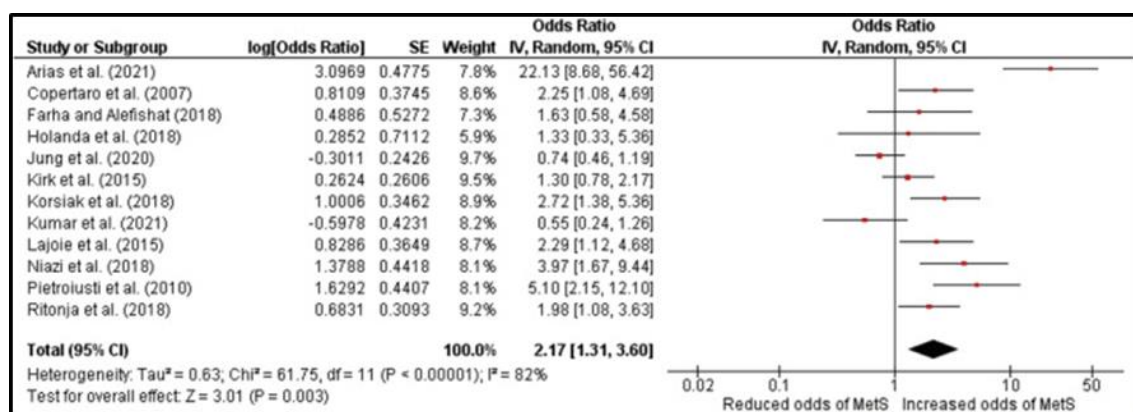 Odds Ratio Odds Ratio
Study or Subgroup log[Odds Ratio] SE Weight IV, Random, 95% CI IV, Random, 95% CI
Arias et al. (2021) 3.0969 0.4775 7.8% 22.13 [8.68, 56.42]
Copertaro et al. (2007) 0.8109 0.3745 8.6% 2.25 [1.08, 4.69]
Farha and Alefishat (2018) 0.4886 0.5272 7.3% 1.63 [0.58, 4.58]
Holanda et al. (2018) 0.2852 0.7112 5.9% 1.33 [0.33, 5.36]
Jung et al. (2020) -0.3011 0.2426 9.7% 0.74 [0.46, 1.19]
Kirk et al. (2015) 0.2624 0.2606 9.5% 1.30 [0.78, 2.17]
Korsiak et al. (2018) 1.0006 0.3462 8.9% 2.72 [1.38, 5.36]
Kumar et al. (2021) -0.5978 0.4231 8.2% 0.55 [0.24, 1.26]
Lajoie et al. (2015) 0.8286 0.3649 8.7% 2.29 [1.12, 4.68]
Niazi et al. (2018) 1.3788 0.4418 8.1% 3.97 [1.67, 9.44]
Pietroiusti et al. (2010) 1.6292 0.4407 8.1% 5.10 [2.15, 12.10]
Ritonja et al. (2018) 0.6831 0.3093 9.2% 1.98 [1.08, 3.63]
Total (95% CI) 100.0% 2.17 [1.31, 3.60]
Heterogeneity: Tau² = 0.63; Chi² = 61.75, df = 11 (P < 0.00001); I² = 82%
Test for overall effect: Z = 3.01 (P = 0.003)
0.02 0.1 1 10 50
Reduced odds of MetS Increased odds of MetS